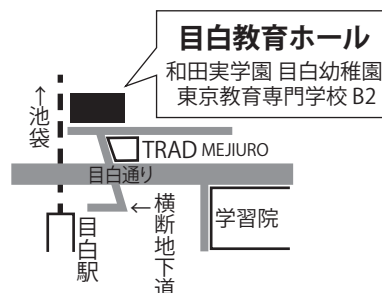 目白教育ホール
和田実学園 目白幼稚園
東京教育専門学校 B2
↑池袋
TRAD MEJIURO
目白通り
←横断地下道
学習院
目白駅